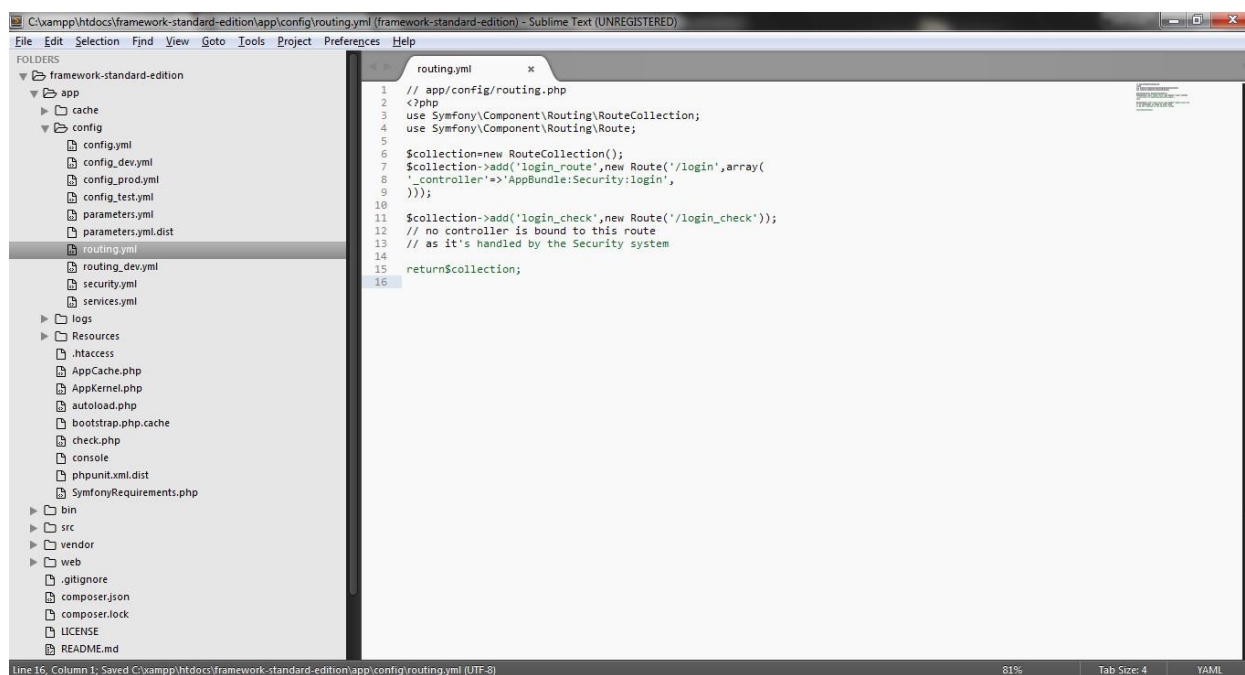 C:\xampp\htdocs\framework-standard-edition\app\config\routing.yml (framework-standard-edition) - Sublime Text (UNREGISTERED)
File Edit Selection Find View Goto Tools Project Preferences Help
FOLDERS
framework-standard-edition
app
cache
config
config.yml
config_dev.yml
config_prod.yml
config_test.yml
parameters.yml
parameters.yml.dist
routing.yml
routing_dev.yml
security.yml
services.yml
logs
Resources
.htaccess
AppCache.php
AppKernel.php
autoload.php
bootstrap.php.cache
check.php
console
phpunit.xml.dist
SymfonyRequirements.php
bin
src
vendor
web
.gitignore
composer.json
composer.lock
LICENSE
README.md
routing.yml
1 // app/config/routing.php
2 <?php
3 use Symfony\Component\Routing\RouteCollection;
4 use Symfony\Component\Routing\Route;
5
6 $collection=new RouteCollection();
7 $collection->add('login_route',new Route('/login',array(
8 '_controller'=>'AppBundle:Security:login',
9 )));
10
11 $collection->add('login_check',new Route('/login_check'));
12 // no controller is bound to this route
13 // as it's handled by the Security system
14
15 return$collection;
16
Line 16, Column 1; Saved C:\xampp\htdocs\framework-standard-edition\app\config\routing.yml (UTF-8) 81% Tab Size: 4 YAML